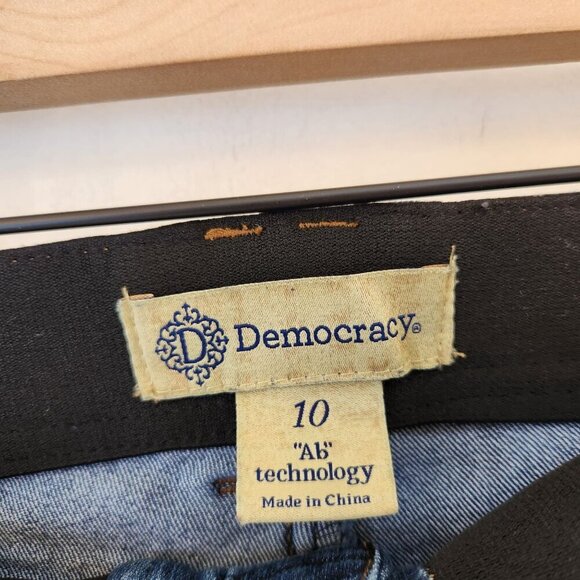 D
Democracy®
10
"Ab"
technology
Made in China